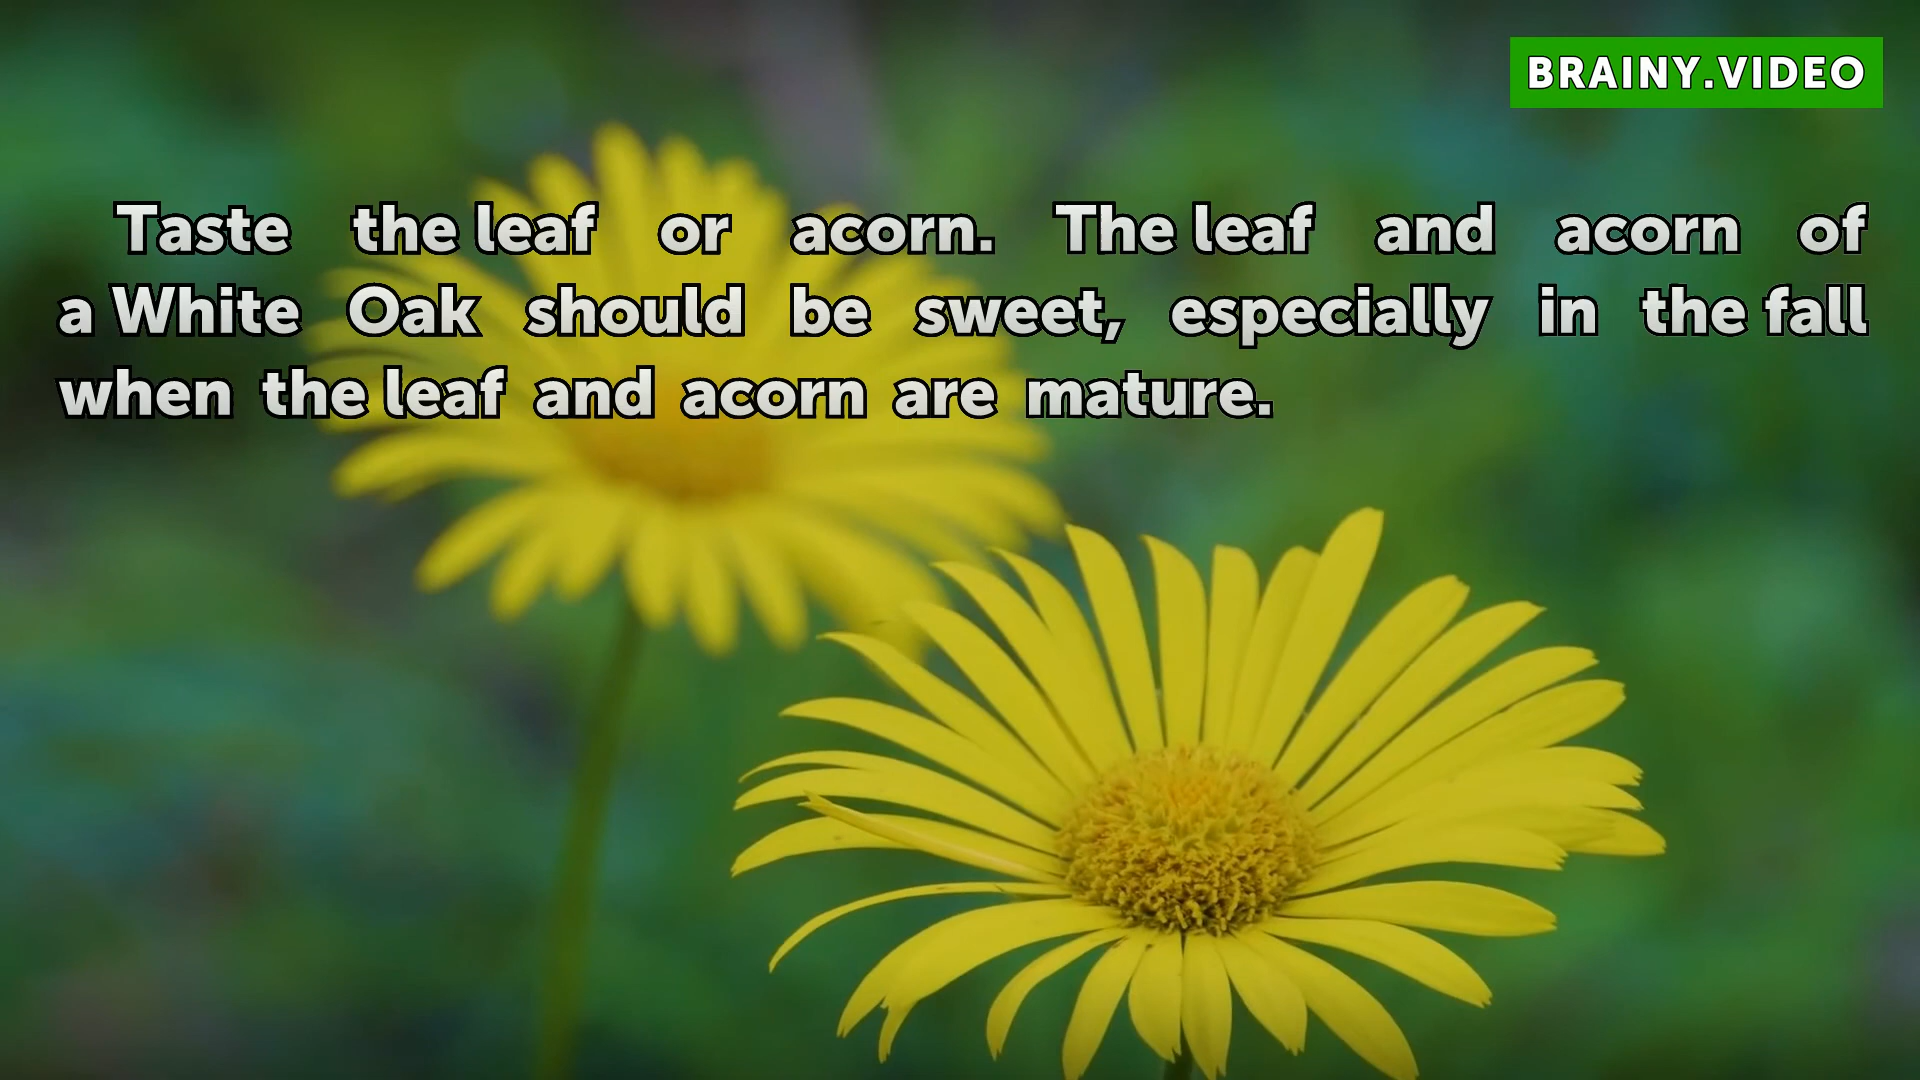 BRAINY.VIDEO
Taste the leaf or acorn. The leaf and acorn of
a White Oak should be sweet, especially in the fall
when the leaf and acorn are mature.